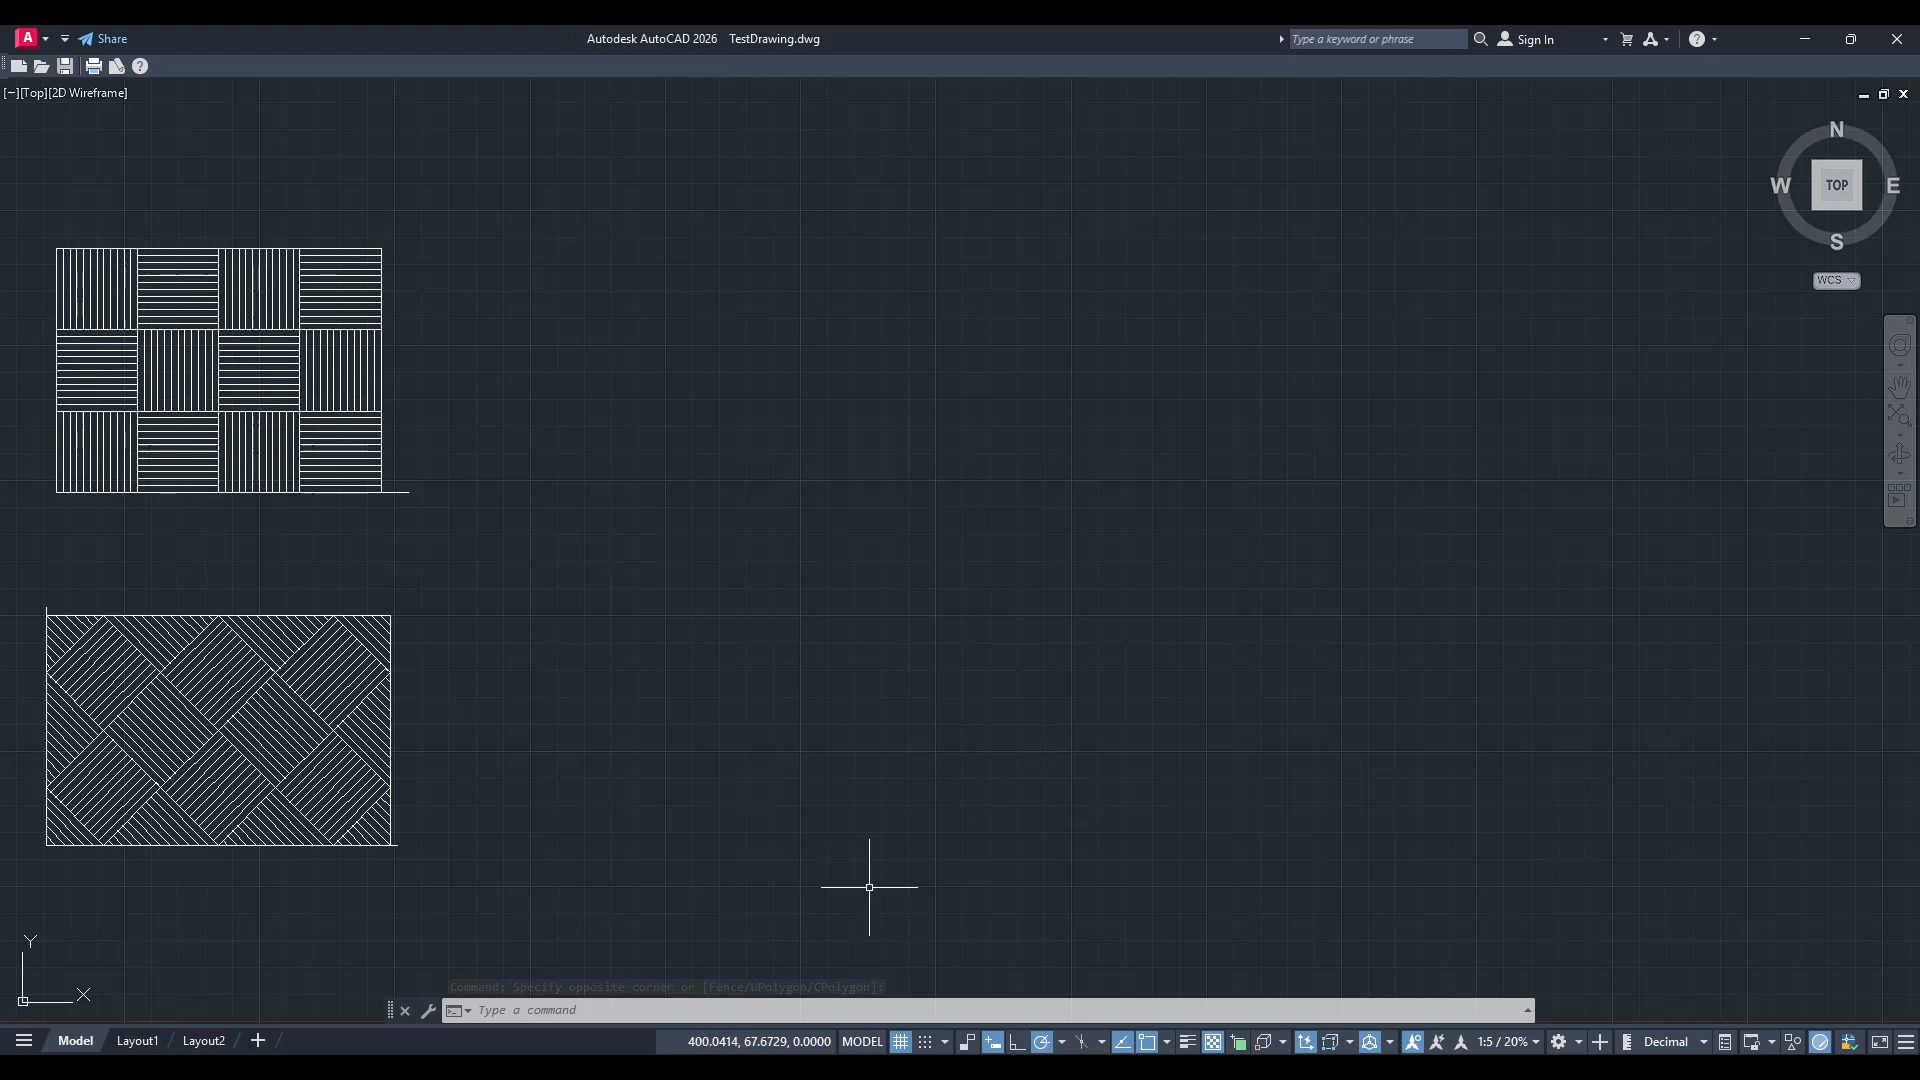 A Share
Autodesk AutoCAD 2026 TestDrawing.dwg
Type a keyword or phrase
Sign In
[−][Top][2D Wireframe]
N
W TOP E
S
WCS
Y
X
Command: Specify opposite corner or [Fence/WPolygon/CPolygon]:
Type a command
Model Layout1 Layout2
400.0414, 67.6729, 0.0000 MODEL 1:5 / 20% Decimal